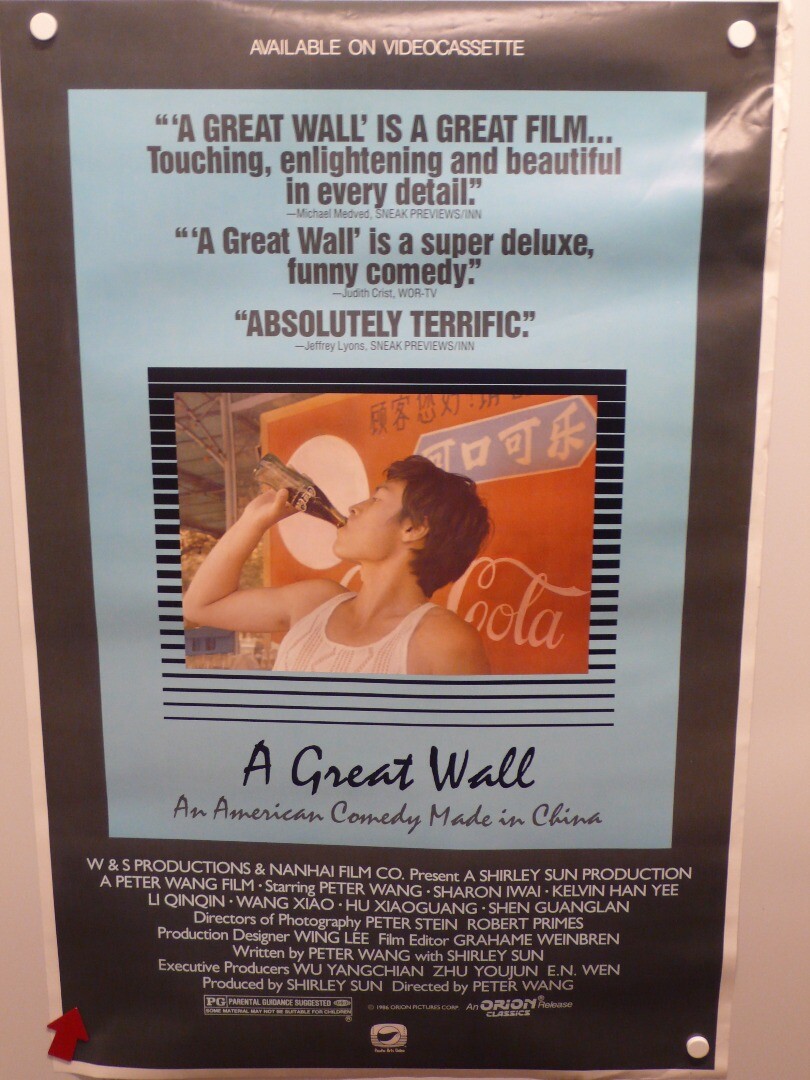 AVAILABLE ON VIDEOCASSETTE
“‘A GREAT WALL’ IS A GREAT FILM...
Touching, enlightening and beautiful
in every detail.”
—Michael Medved, SNEAK PREVIEWS/INN
“‘A Great Wall’ is a super deluxe,
funny comedy.”
—Judith Crist, WOR-TV
“ABSOLUTELY TERRIFIC.”
—Jeffrey Lyons, SNEAK PREVIEWS/INN
顾客您好!
可口可乐
Cola
A Great Wall
An American Comedy Made in China
W & S PRODUCTIONS & NANHAI FILM CO. Present A SHIRLEY SUN PRODUCTION
A PETER WANG FILM · Starring PETER WANG · SHARON IWAI · KELVIN HAN YEE
LI QINQIN · WANG XIAO · HU XIAOGUANG · SHEN GUANGLAN
Directors of Photography PETER STEIN ROBERT PRIMES
Production Designer WING LEE Film Editor GRAHAME WEINBREN
Written by PETER WANG with SHIRLEY SUN
Executive Producers WU YANGCHIAN ZHU YOUJUN E.N. WEN
Produced by SHIRLEY SUN Directed by PETER WANG
PG PARENTAL GUIDANCE SUGGESTED
SOME MATERIAL MAY NOT BE SUITABLE FOR CHILDREN
© 1986 ORION PICTURES CORP. An ORION CLASSICS Release
Pacific Arts Video